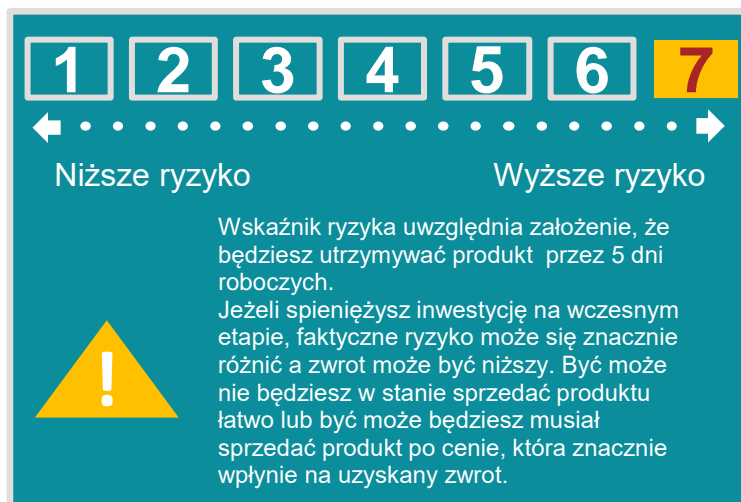 1 2 3 4 5 6 7
Niższe ryzyko Wyższe ryzyko
Wskaźnik ryzyka uwzględnia założenie, że
będziesz utrzymywać produkt przez 5 dni
roboczych.
Jeżeli spieniężysz inwestycję na wczesnym
etapie, faktyczne ryzyko może się znacznie
różnić a zwrot może być niższy. Być może
nie będziesz w stanie sprzedać produktu
łatwo lub być może będziesz musiał
sprzedać produkt po cenie, która znacznie
wpłynie na uzyskany zwrot.
!